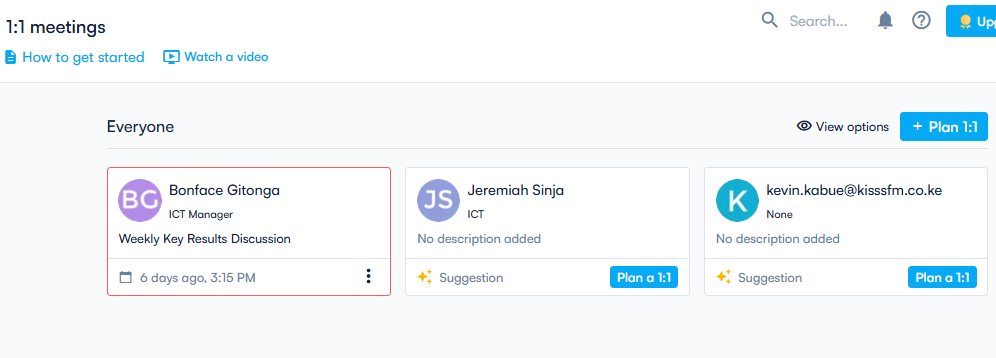 1:1 meetings
Search...
Upg
How to get started
Watch a video
Everyone
View options
+ Plan 1:1
BG
Bonface Gitonga
ICT Manager
Weekly Key Results Discussion
6 days ago, 3:15 PM
JS
Jeremiah Sinja
ICT
No description added
Suggestion
Plan a 1:1
K
kevin.kabue@kisssfm.co.ke
None
No description added
Suggestion
Plan a 1:1